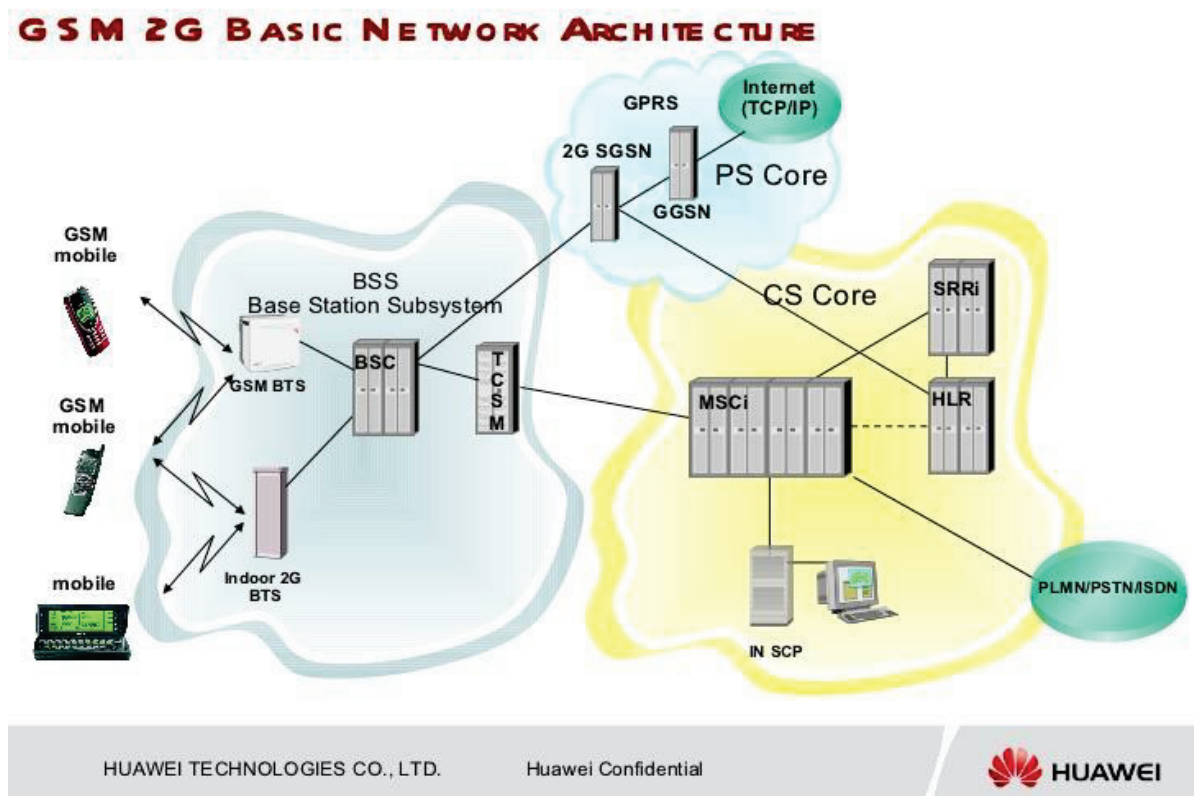 GSM 2G BASIC NETWORK ARCHITECTURE
Internet
(TCP/IP)
GPRS
2G SGSN
PS Core
GGSN
GSM
mobile
BSS
Base Station Subsystem
CS Core
SRRi
BSC
T
C
S
M
GSM BTS
MSCi
HLR
GSM
mobile
Indoor 2G
BTS
mobile
PLMN/PSTN/ISDN
IN SCP
HUAWEI TECHNOLOGIES CO., LTD.
Huawei Confidential
HUAWEI